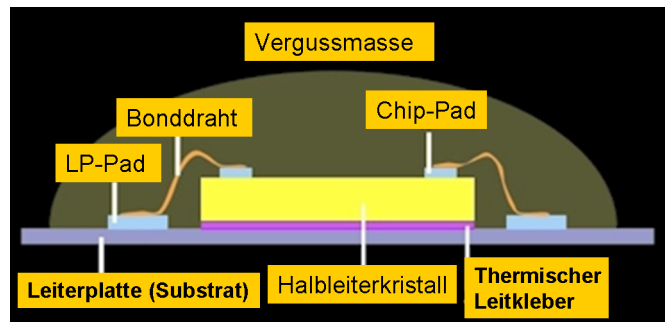 Vergussmasse
Bonddraht
Chip-Pad
LP-Pad
Leiterplatte (Substrat)
Halbleiterkristall
Thermischer
Leitkleber